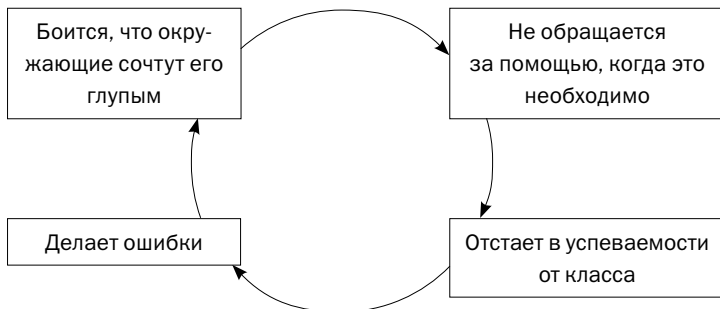 Боится, что окру-
жающие сочтут его
глупым
Не обращается
за помощью, когда это
необходимо
Делает ошибки
Отстает в успеваемости
от класса